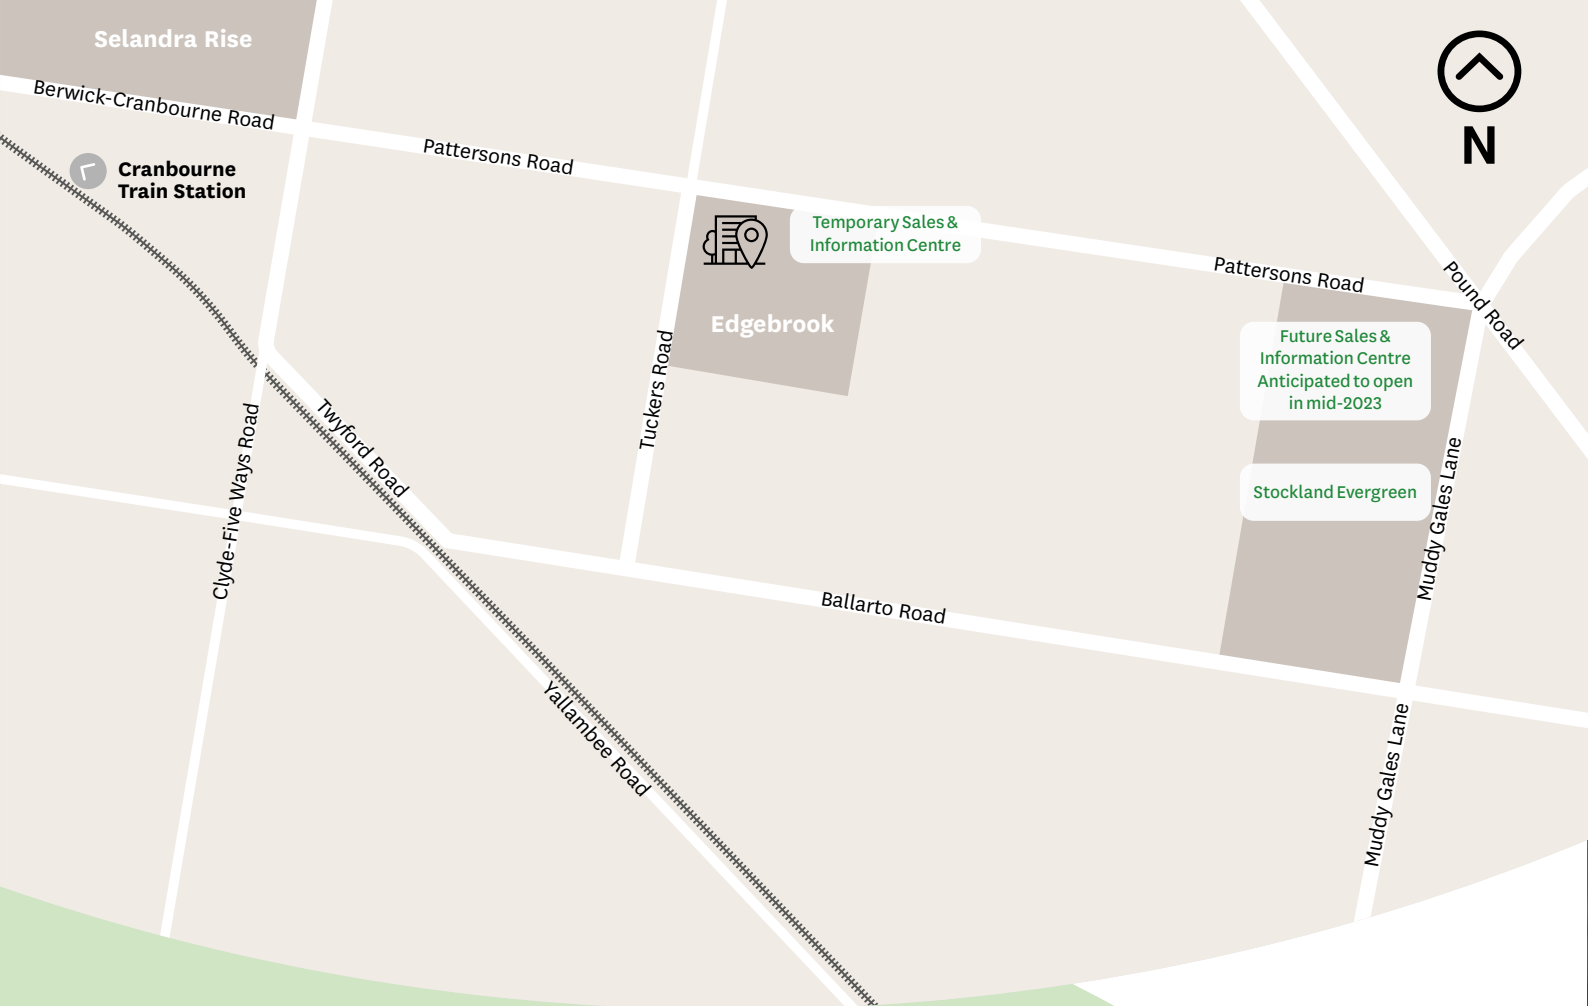 Selandra Rise
Berwick-Cranbourne Road
Cranbourne
Train Station
Pattersons Road
N
Temporary Sales &
Information Centre
Edgebrook
Pattersons Road
Pound Road
Future Sales &
Information Centre
Anticipated to open
in mid-2023
Stockland Evergreen
Tuckers Road
Twyford Road
Clyde-Five Ways Road
Muddy Gales Lane
Ballarto Road
Yallambee Road
Muddy Gales Lane